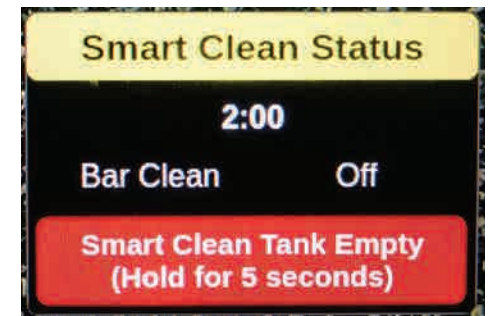 Smart Clean Status
2:00
Bar Clean Off
Smart Clean Tank Empty
(Hold for 5 seconds)